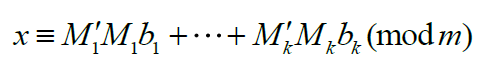 x ≡ M′₁M₁b₁ + ⋯ + M′ₖMₖbₖ (mod m)